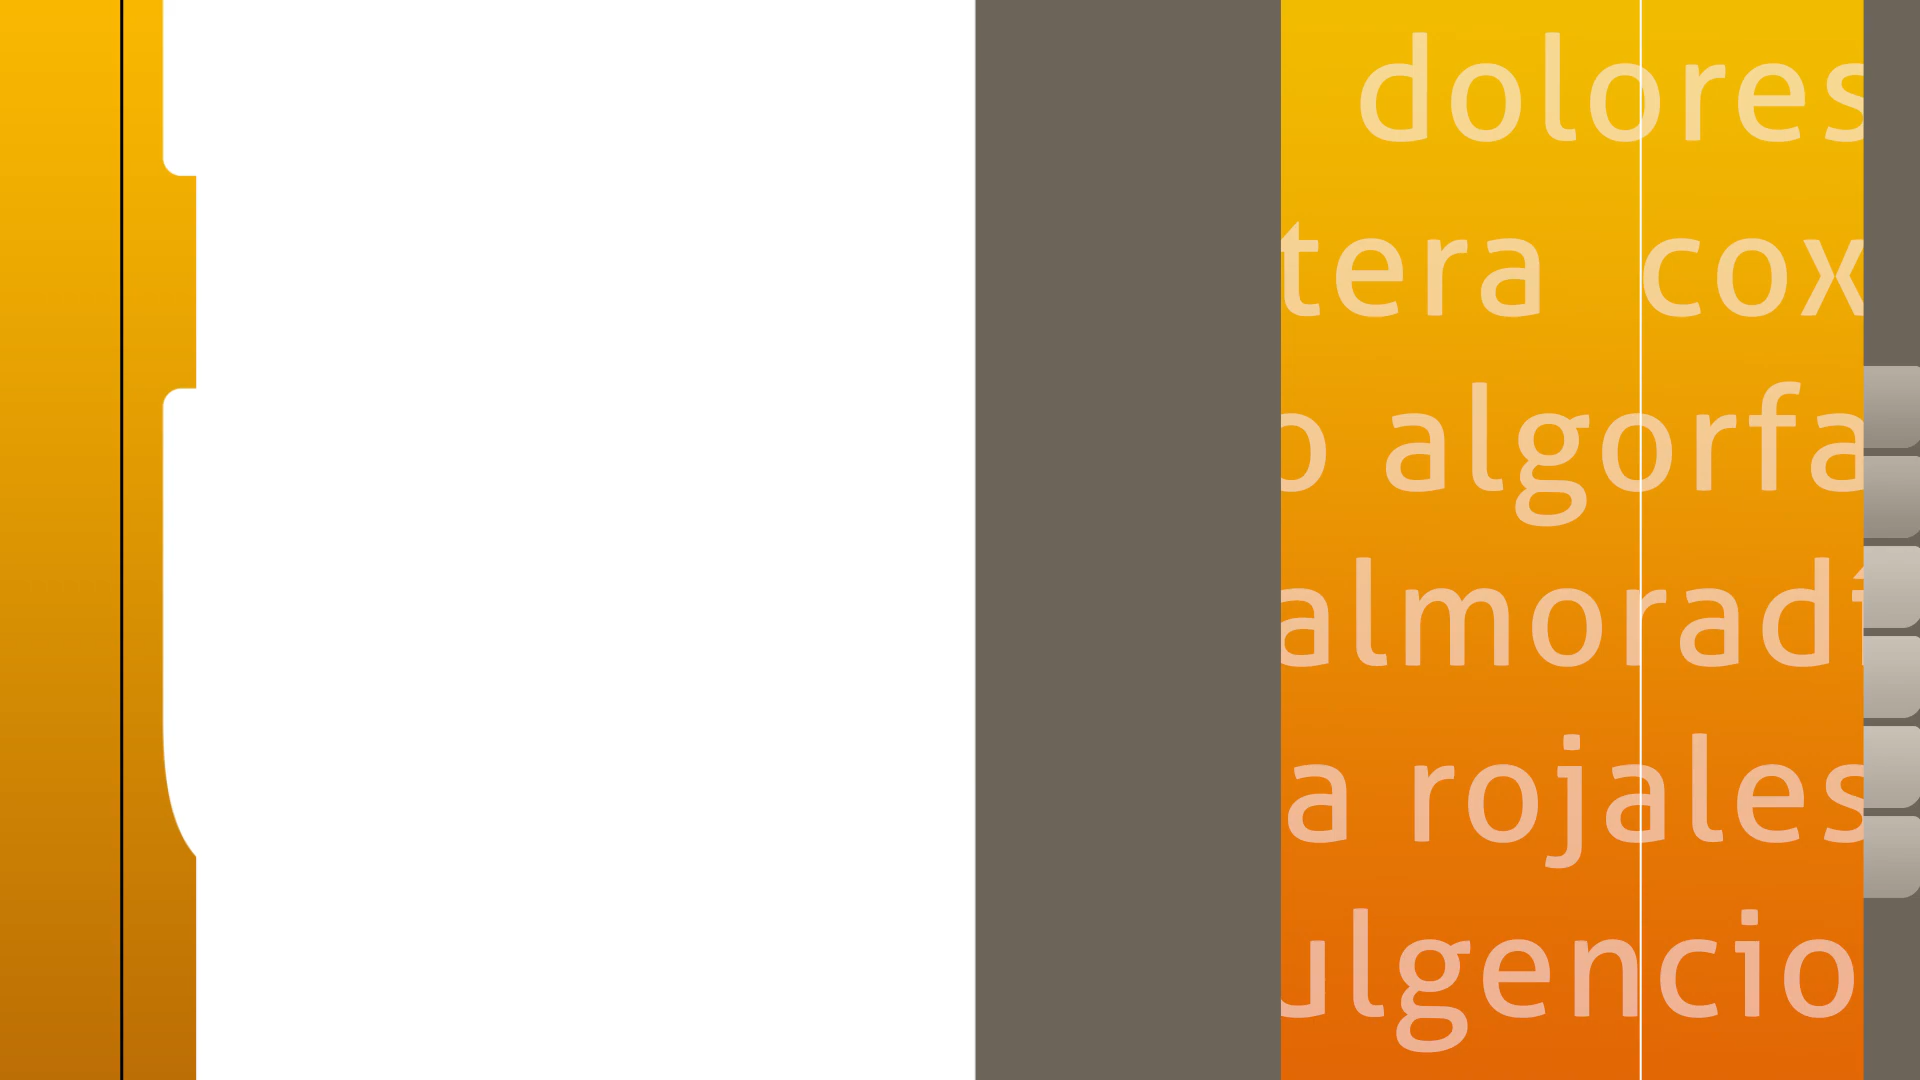 dolores
tera cox
o algorfa
almoradí
a rojales
ulgencio